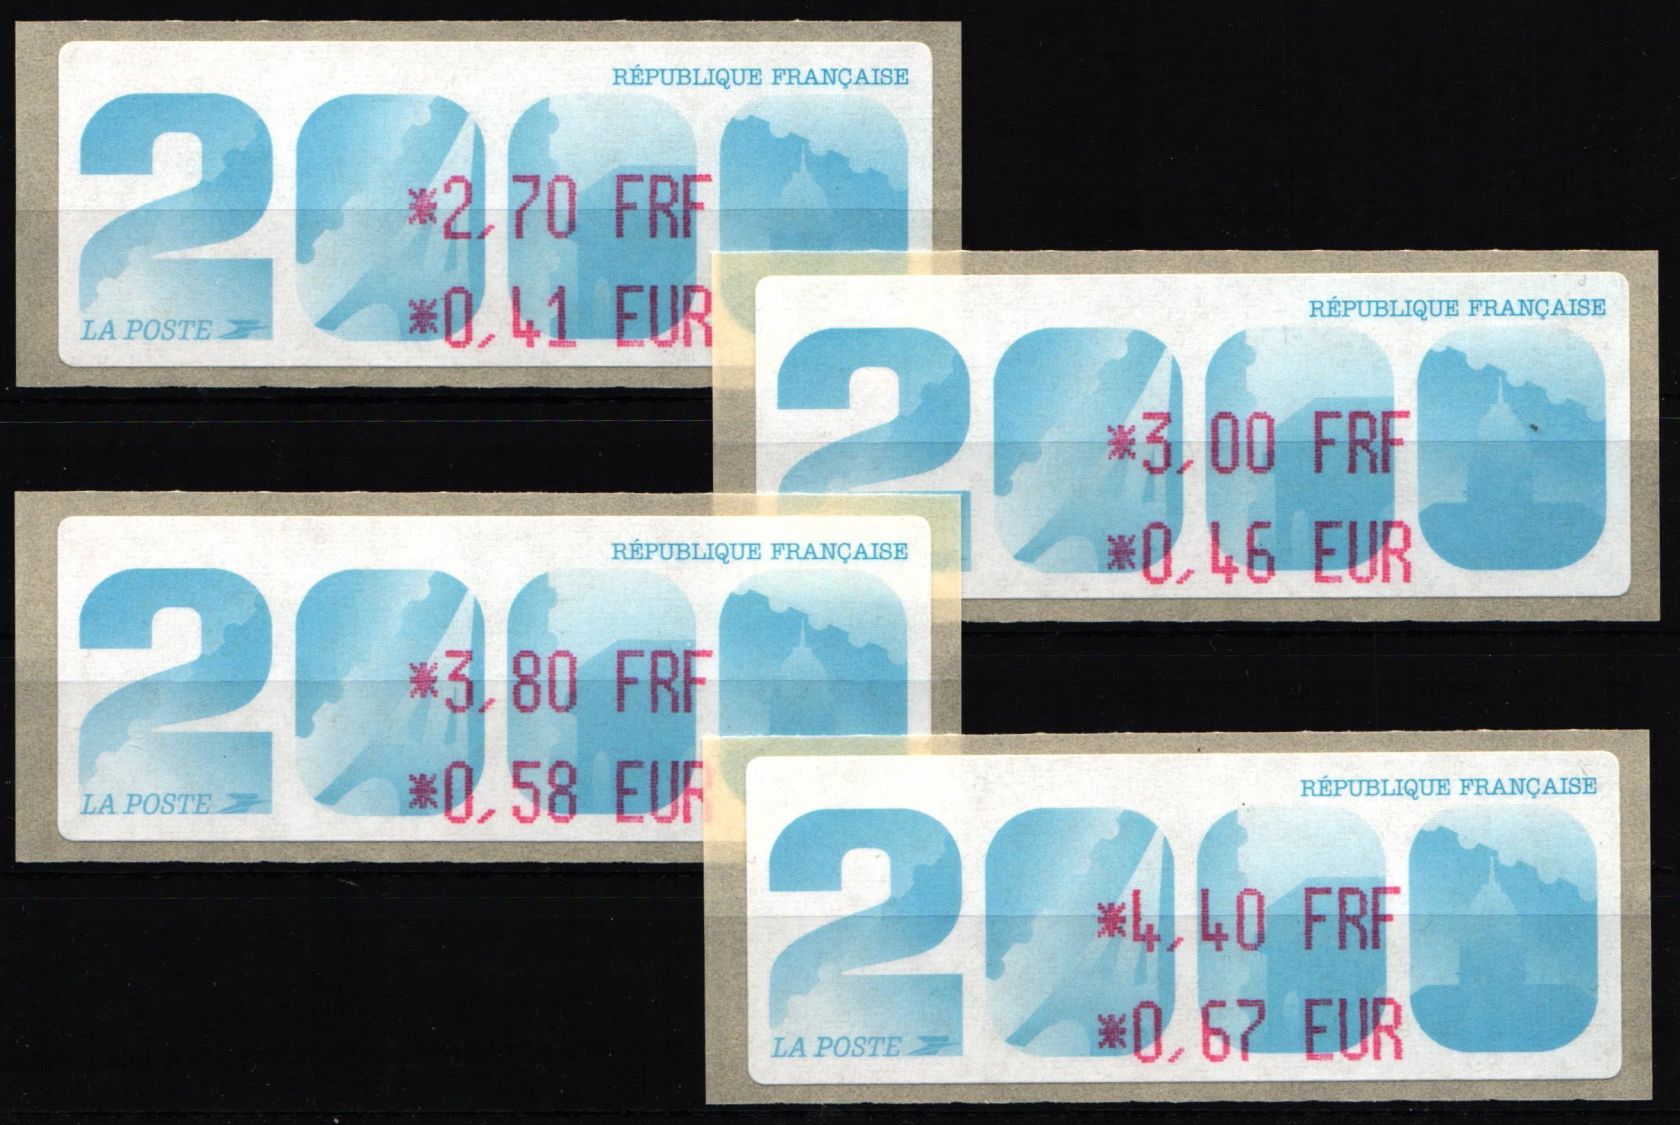 RÉPUBLIQUE FRANÇAISE
2000
*2,70 FRF
*0,41 EUR
LA POSTE
RÉPUBLIQUE FRANÇAISE
2000
*3,00 FRF
*0,46 EUR
RÉPUBLIQUE FRANÇAISE
2000
*3,80 FRF
*0,58 EUR
LA POSTE
RÉPUBLIQUE FRANÇAISE
2000
*4,40 FRF
*0,67 EUR
LA POSTE